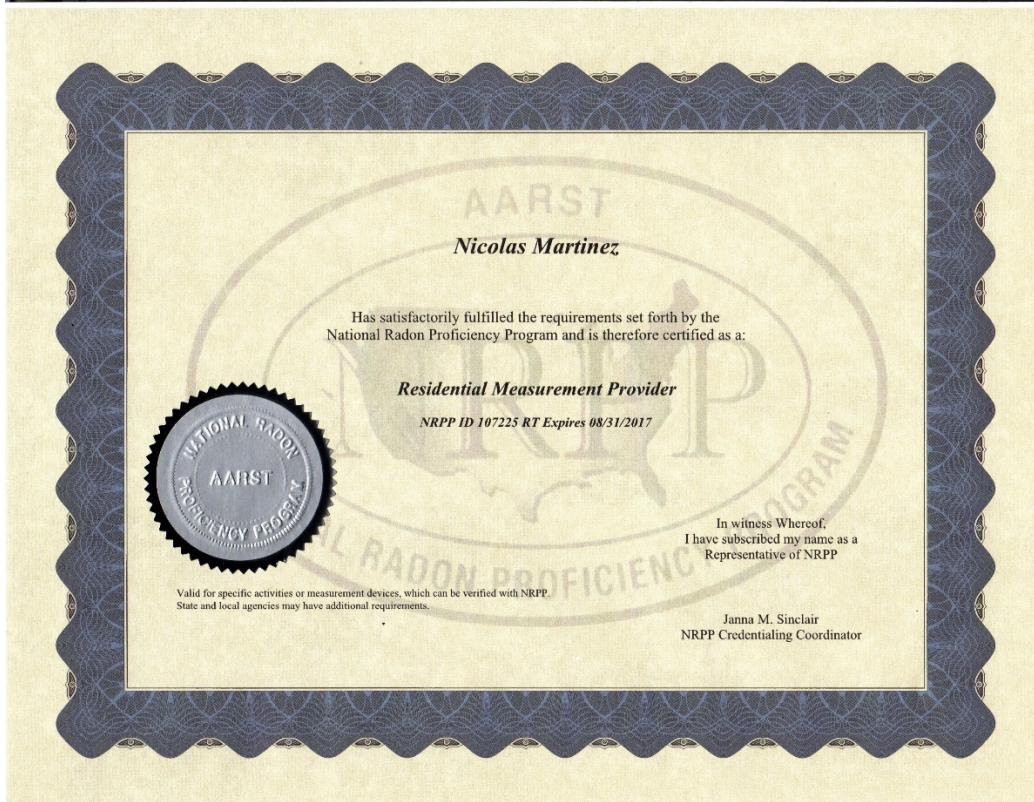 AARST
Nicolas Martinez
Has satisfactorily fulfilled the requirements set forth by the
National Radon Proficiency Program and is therefore certified as a:
NRPP
Residential Measurement Provider
NRPP ID 107225 RT Expires 08/31/2017
NATIONAL RADON
AARST
PROFICIENCY PROGRAM
In witness Whereof,
I have subscribed my name as a
Representative of NRPP
AL RADON PROFICIENCY PROGRAM
Valid for specific activities or measurement devices, which can be verified with NRPP.
State and local agencies may have additional requirements.
Janna M. Sinclair
NRPP Credentialing Coordinator